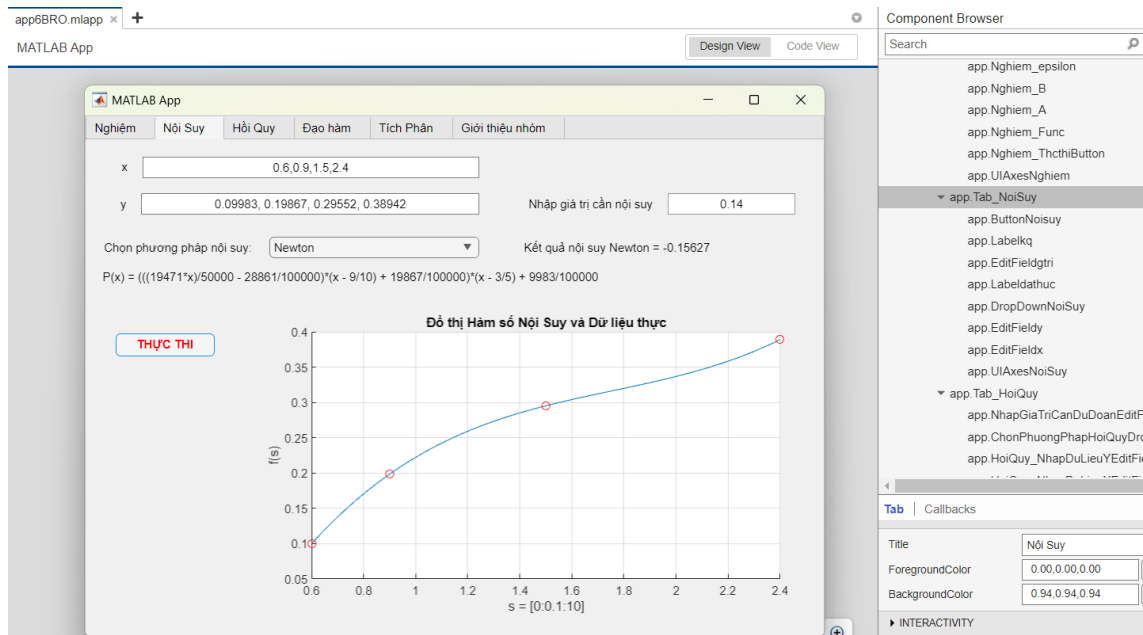 app6BRO.mlapp × +
MATLAB App
Design View Code View
MATLAB App
Nghiệm Nội Suy Hồi Quy Đạo hàm Tích Phân Giới thiệu nhóm
x 0.6,0.9,1.5,2.4
y 0.09983, 0.19867, 0.29552, 0.38942 Nhập giá trị cần nội suy 0.14
Chọn phương pháp nội suy: Newton Kết quả nội suy Newton = -0.15627
P(x) = (((19471*x)/50000 - 28861/100000)*(x - 9/10) + 19867/100000)*(x - 3/5) + 9983/100000
THỰC THI
Đồ thị Hàm số Nội Suy và Dữ liệu thực
0.4
0.35
0.3
0.25
0.2
0.15
0.1
0.05
f(s)
0.6 0.8 1 1.2 1.4 1.6 1.8 2 2.2 2.4
s = [0:0.1:10]
Component Browser
Search
app.Nghiem_epsilon
app.Nghiem_B
app.Nghiem_A
app.Nghiem_Func
app.Nghiem_ThcthiButton
app.UIAxesNghiem
app.Tab_NoiSuy
app.ButtonNoisuy
app.Labelkq
app.EditFieldgtri
app.Labeldathuc
app.DropDownNoiSuy
app.EditFieldy
app.EditFieldx
app.UIAxesNoiSuy
app.Tab_HoiQuy
app.NhapGiaTriCanDuDoanEditF
app.ChonPhuongPhapHoiQuyDro
app.HoiQuy_NhapDuLieuYEditFie
Tab | Callbacks
Title Nội Suy
ForegroundColor 0.00,0.00,0.00
BackgroundColor 0.94,0.94,0.94
INTERACTIVITY